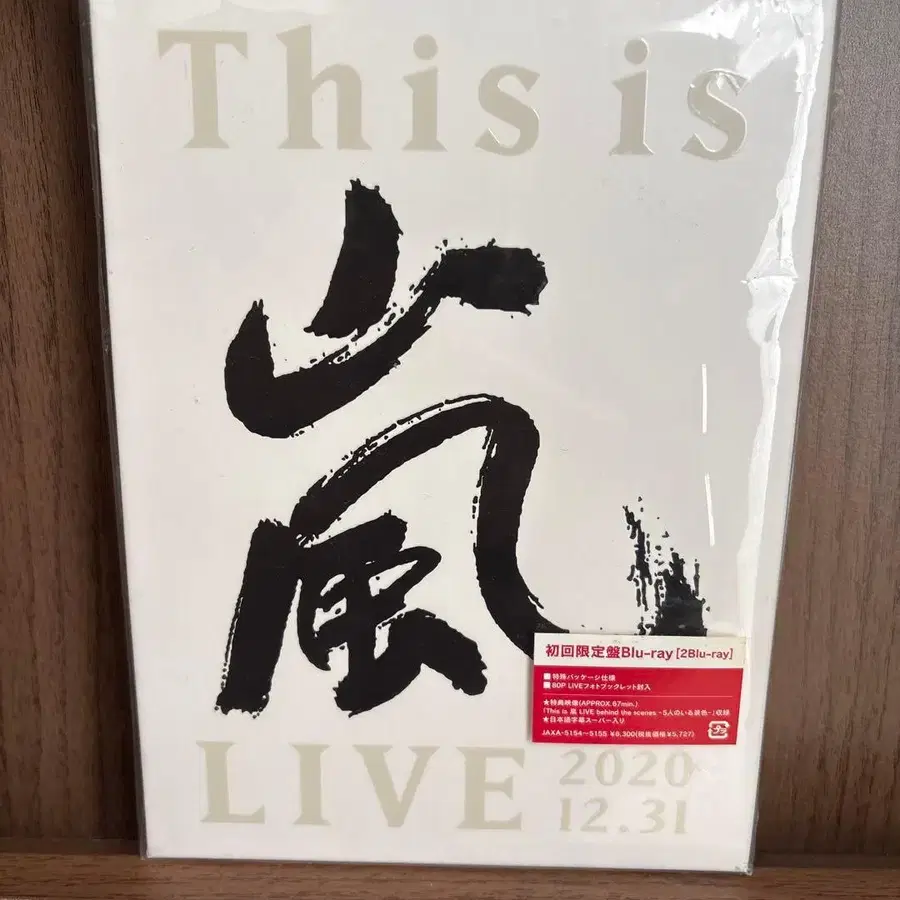 This is
嵐
初回限定盤Blu-ray [2Blu-ray]
■特殊パッケージ仕様
■80P LIVEフォトブックレット封入
★特典映像(APPROX.67min.)
「This is 嵐 LIVE behind the scenes ~5人のいる景色~」収録
★日本語字幕スーパー入り
JAXA-5154~5155 ¥6,300(税抜価格¥5,727)
LIVE 2020
12.31